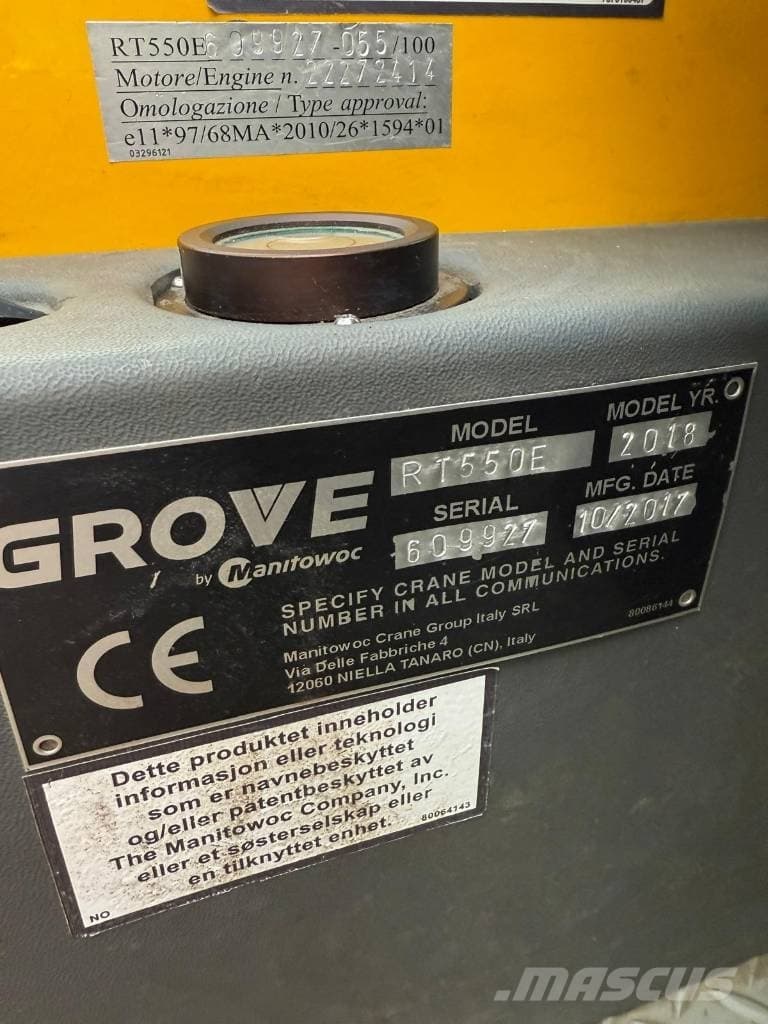 RT550E 609927-055/100
Motore/Engine n. 22272414
Omologazione / Type approval:
e11*97/68MA*2010/26*1594*01
03296121
GROVE
by Manitowoc
MODEL
RT550E
MODEL YR.
2018
SERIAL
609927
MFG. DATE
10/2017
SPECIFY CRANE MODEL AND SERIAL
NUMBER IN ALL COMMUNICATIONS.
Manitowoc Crane Group Italy SRL
Via Delle Fabbriche 4
12060 NIELLA TANARO (CN), Italy
80086144
CE
Dette produktet inneholder
informasjon eller teknologi
som er navnebeskyttet
og/eller patentbeskyttet av
The Manitowoc Company, Inc.
eller et søsterselskap eller
en tilknyttet enhet.
80064143
NO
MASCUS